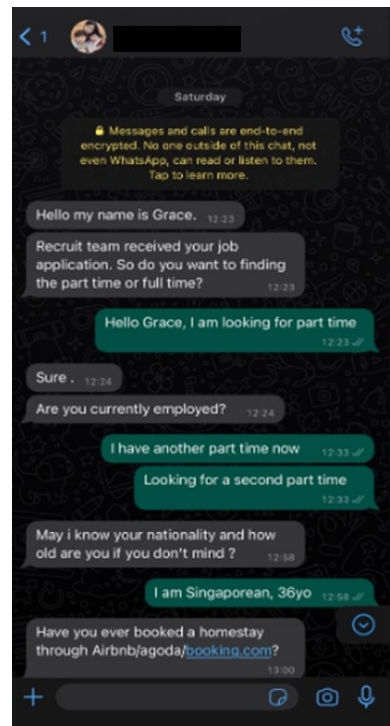 1
Saturday
Messages and calls are end-to-end
encrypted. No one outside of this chat, not
even WhatsApp, can read or listen to them.
Tap to learn more.
Hello my name is Grace. 12:23
Recruit team received your job
application. So do you want to finding
the part time or full time?
12:23
Hello Grace, I am looking for part time
12:23
Sure . 12:24
Are you currently employed? 12:24
I have another part time now 12:33
Looking for a second part time
12:33
May i know your nationality and how
old are you if you don't mind ? 12:58
I am Singaporean, 36yo 12:58
Have you ever booked a homestay
through Airbnb/agoda/booking.com?
13:00